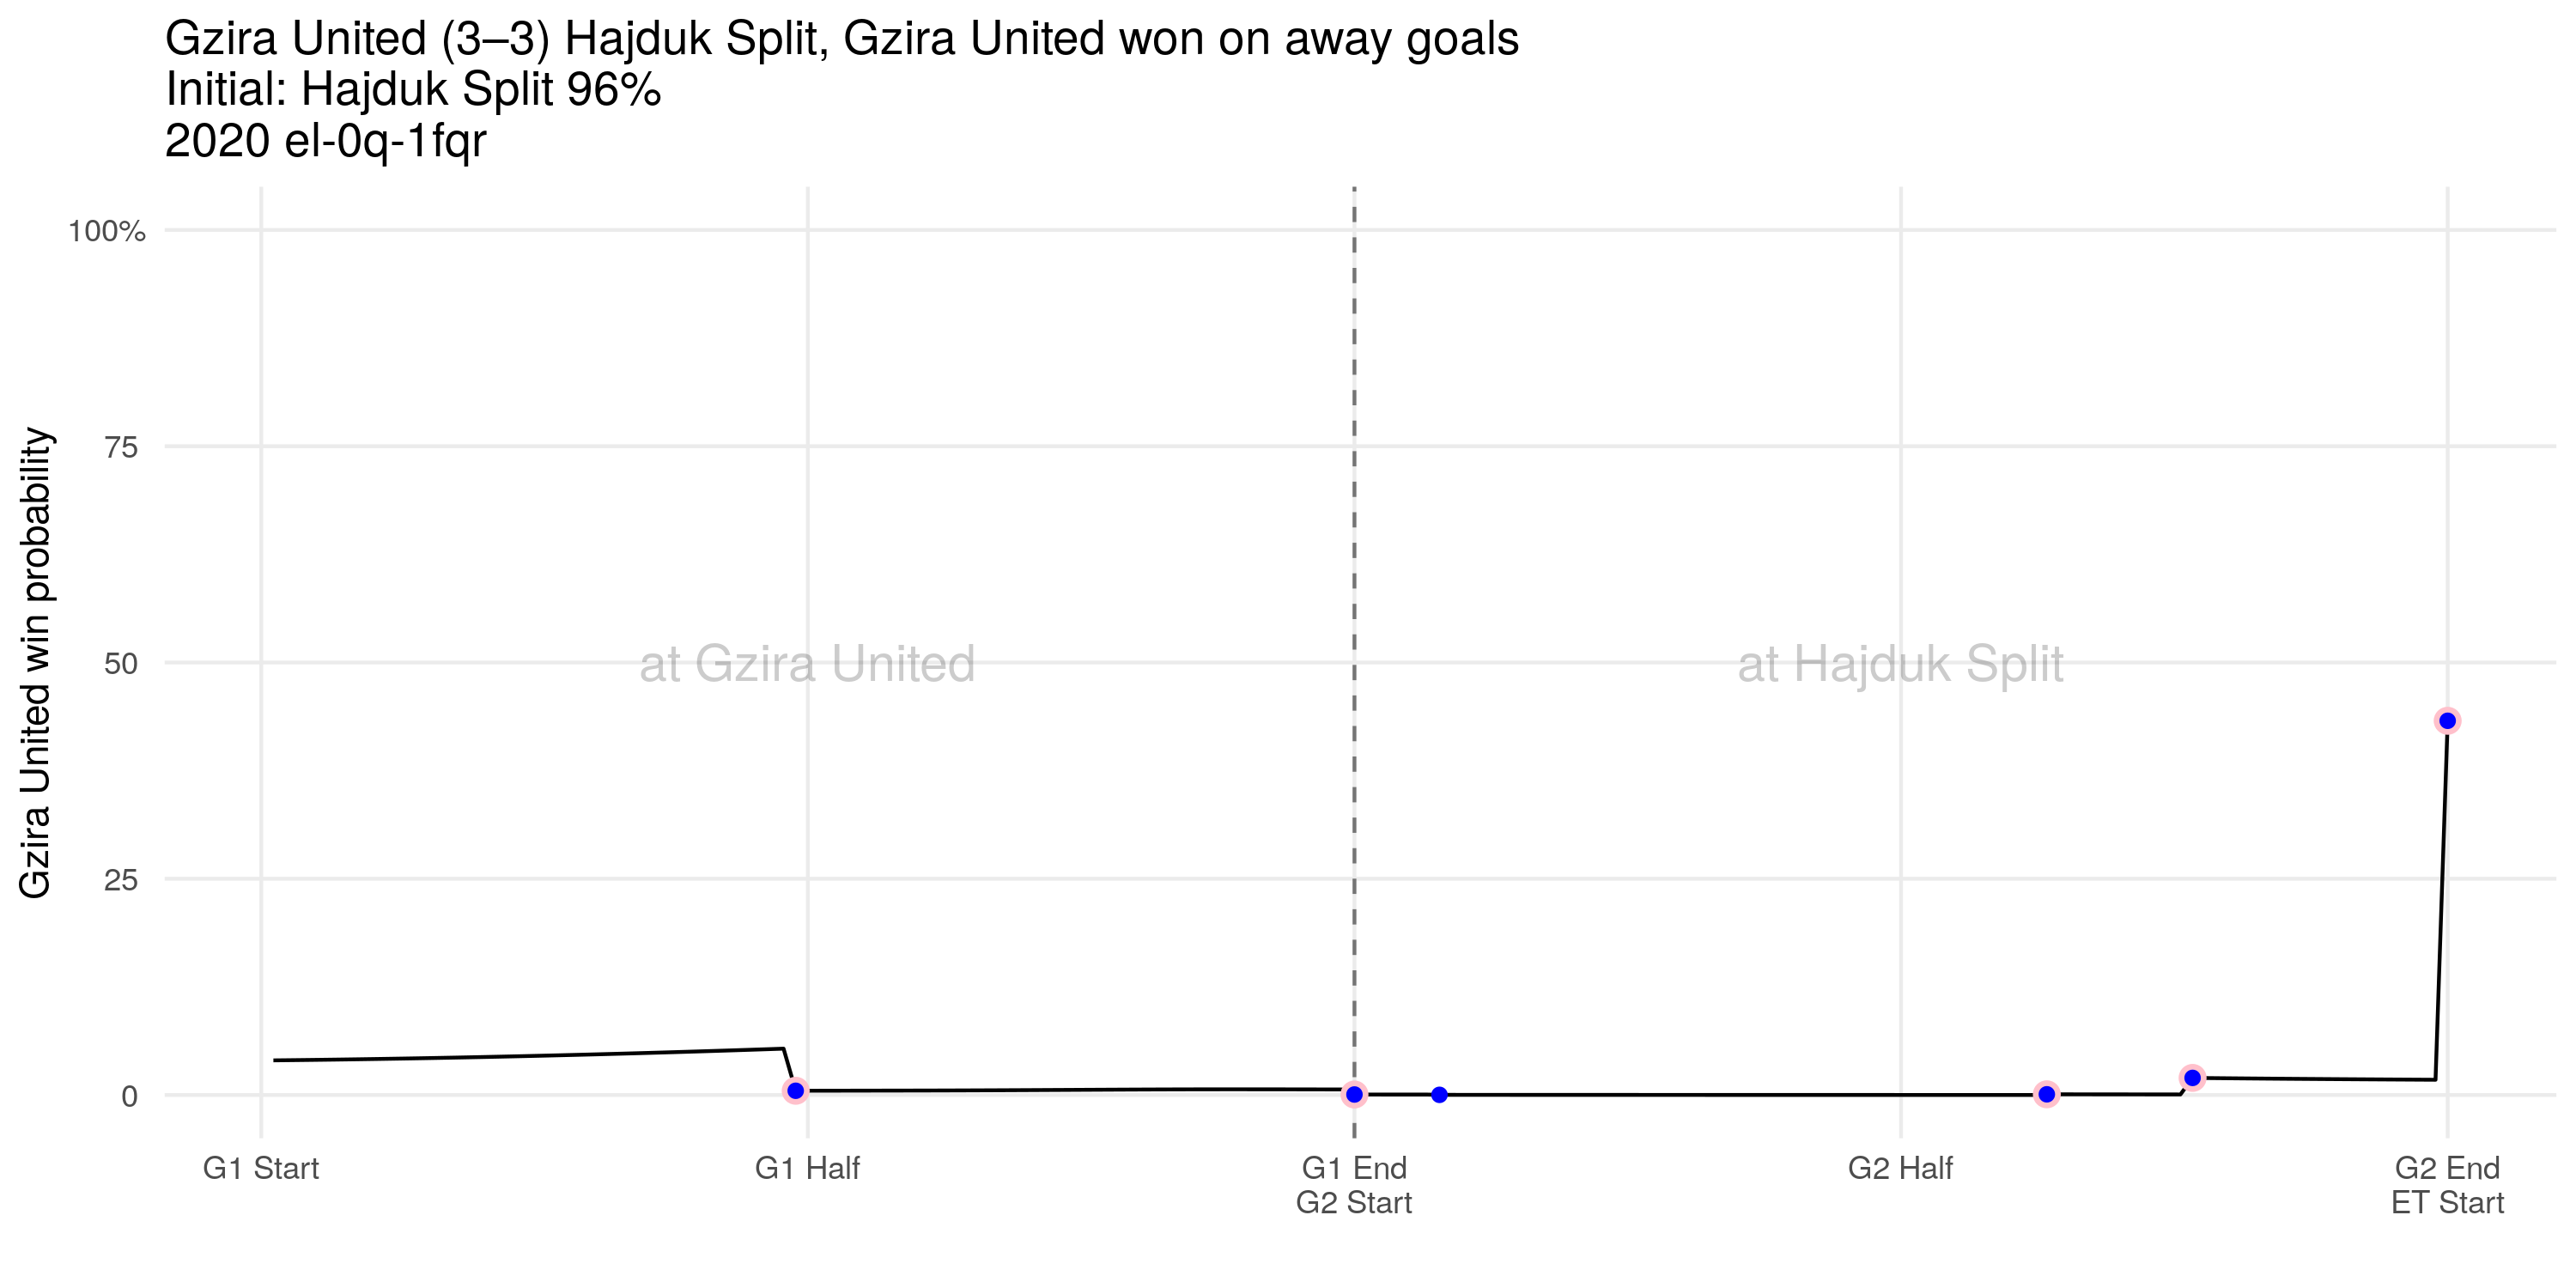 Gzira United (3–3) Hajduk Split, Gzira United won on away goals
Initial: Hajduk Split 96%
2020 el-0q-1fqr
Gzira United win probability
100%
75
50
25
0
at Gzira United
at Hajduk Split
G1 Start
G1 Half
G1 End
G2 Start
G2 Half
G2 End
ET Start